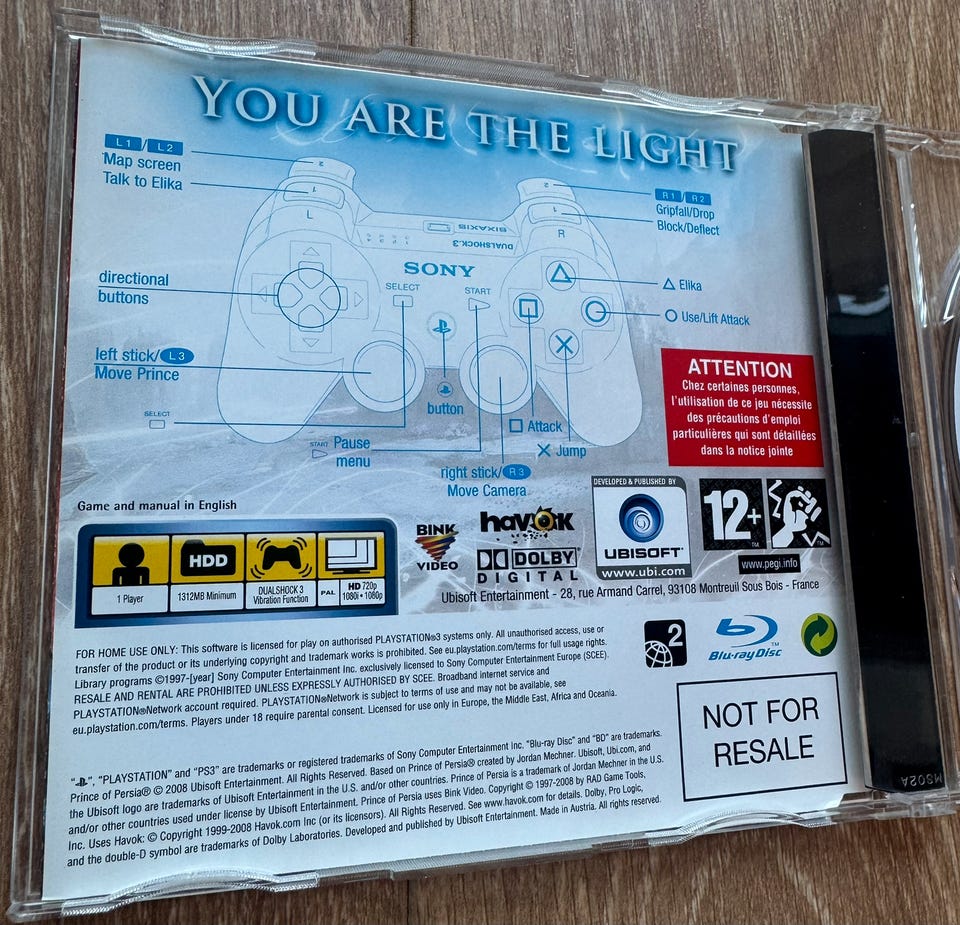 YOU ARE THE LIGHT
L1 / L2
Map screen
Talk to Elika
2
1
L
2
1
R
R1 / R2
Gripfall/Drop
Block/Deflect
SIXAXIS
DUALSHOCK.3
SONY
SELECT
START
directional
buttons
△ Elika
○ Use/Lift Attack
left stick/L3
Move Prince
SELECT
START
Pause
menu
button
□ Attack
✕ Jump
right stick/R3
Move Camera
ATTENTION
Chez certaines personnes,
l'utilisation de ce jeu nécessite
des précautions d'emploi
particulières qui sont détaillées
dans la notice jointe
Game and manual in English
1 Player
HDD
1312MB Minimum
DUALSHOCK 3
Vibration Function
PAL
HD 720p
1080i • 1080p
BINK
VIDEO
havok
DOLBY
DIGITAL
DEVELOPED & PUBLISHED BY
UBISOFT
www.ubi.com
12+
www.pegi.info
Ubisoft Entertainment - 28, rue Armand Carrel, 93108 Montreuil Sous Bois - France
2
Blu-ray Disc
FOR HOME USE ONLY: This software is licensed for play on authorised PLAYSTATION®3 systems only. All unauthorised access, use or
transfer of the product or its underlying copyright and trademark works is prohibited. See eu.playstation.com/terms for full usage rights.
Library programs ©1997-[year] Sony Computer Entertainment Inc. exclusively licensed to Sony Computer Entertainment Europe (SCEE).
RESALE AND RENTAL ARE PROHIBITED UNLESS EXPRESSLY AUTHORISED BY SCEE. Broadband internet service and
PLAYSTATION®Network account required. PLAYSTATION®Network is subject to terms of use and may not be available, see
eu.playstation.com/terms. Players under 18 require parental consent. Licensed for use only in Europe, the Middle East, Africa and Oceania.
NOT FOR
RESALE
" ", "PLAYSTATION" and "PS3" are trademarks or registered trademarks of Sony Computer Entertainment Inc. "Blu-ray Disc" and "BD" are trademarks.
Prince of Persia® © 2008 Ubisoft Entertainment. All Rights Reserved. Based on Prince of Persia® created by Jordan Mechner. Ubisoft, Ubi.com, and
the Ubisoft logo are trademarks of Ubisoft Entertainment in the U.S. and/or other countries. Prince of Persia is a trademark of Jordan Mechner in the U.S.
and/or other countries used under license by Ubisoft Entertainment. Prince of Persia uses Bink Video. Copyright © 1997-2008 by RAD Game Tools,
Inc. Uses Havok: © Copyright 1999-2008 Havok.com Inc (or its licensors). All Rights Reserved. See www.havok.com for details. Dolby, Pro Logic,
and the double-D symbol are trademarks of Dolby Laboratories. Developed and published by Ubisoft Entertainment. Made in Austria. All rights reserved.
MS02A